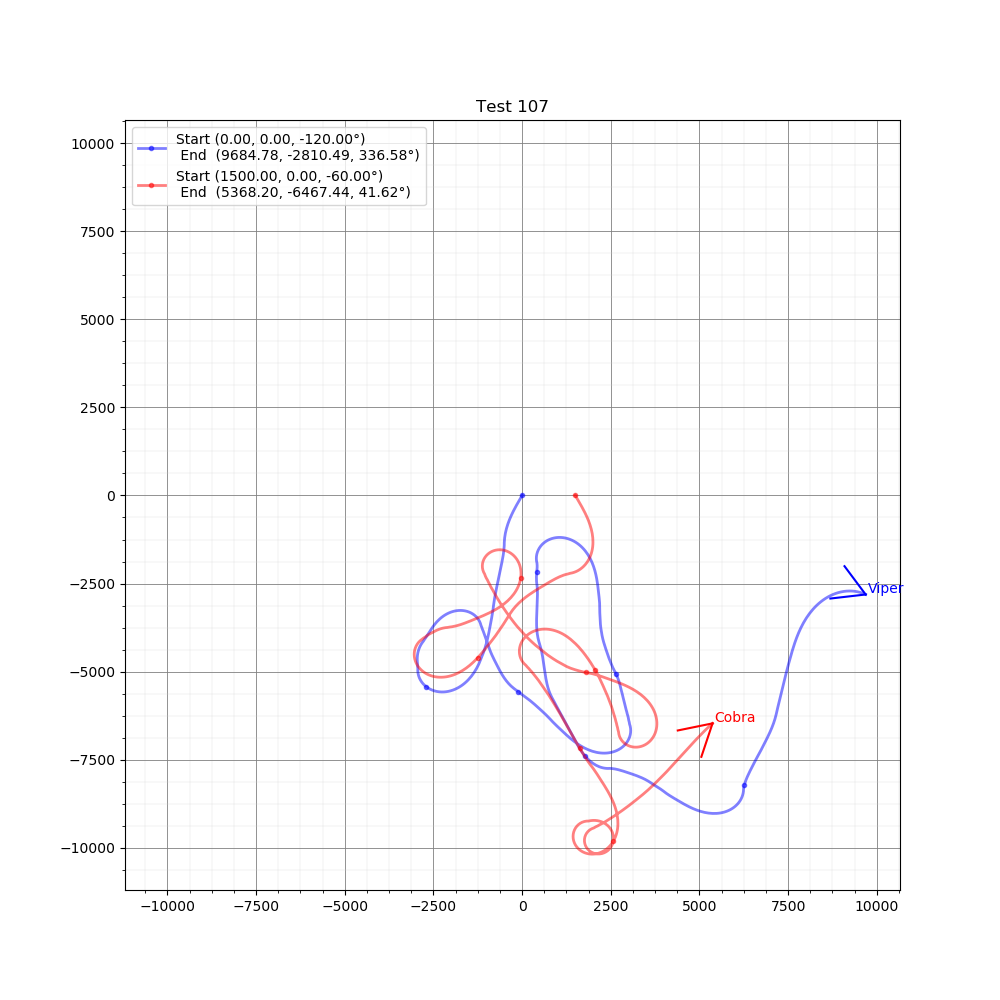 Test 107
Start (0.00, 0.00, -120.00°)
End  (9684.78, -2810.49, 336.58°)
Start (1500.00, 0.00, -60.00°)
End  (5368.20, -6467.44, 41.62°)
10000
7500
5000
2500
0
−2500
−5000
−7500
−10000
Viper
Cobra
−10000 −7500 −5000 −2500 0 2500 5000 7500 10000